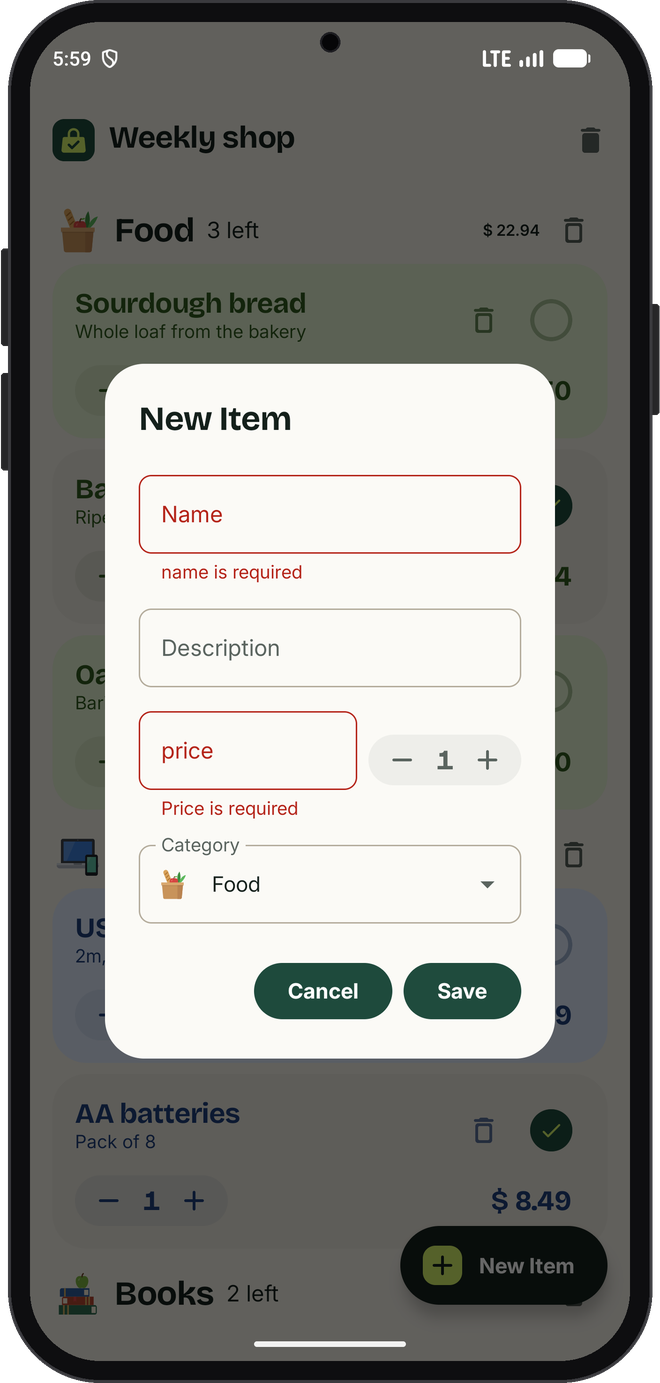 5:59
LTE
Weekly shop
Food 3 left $ 22.94
Sourdough bread
Whole loaf from the bakery
New Item
Name
name is required
Description
price
1
Price is required
Category
Food
Cancel Save
AA batteries
Pack of 8
1 $ 8.49
New Item
Books 2 left